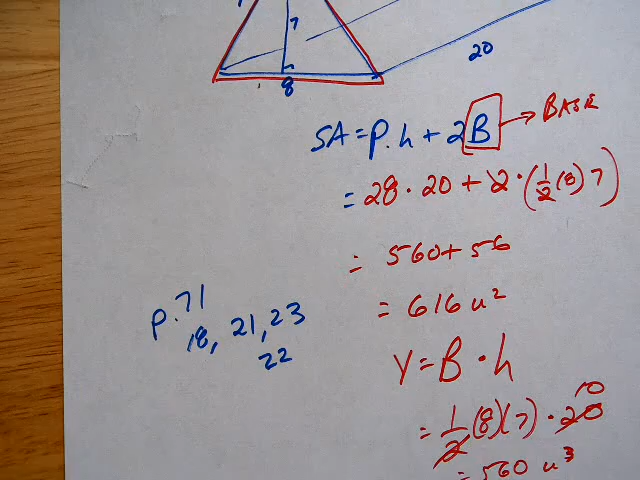 7
8
20
SA = P.h + 2B → BASE
= 28 · 20 + 2 · (1/2 (8) 7)
= 560 + 56
= 616 u²
p. 71
18, 21, 23
22
V = B · h
10
= 1/2 (8)(7) · 20
= 560 u³